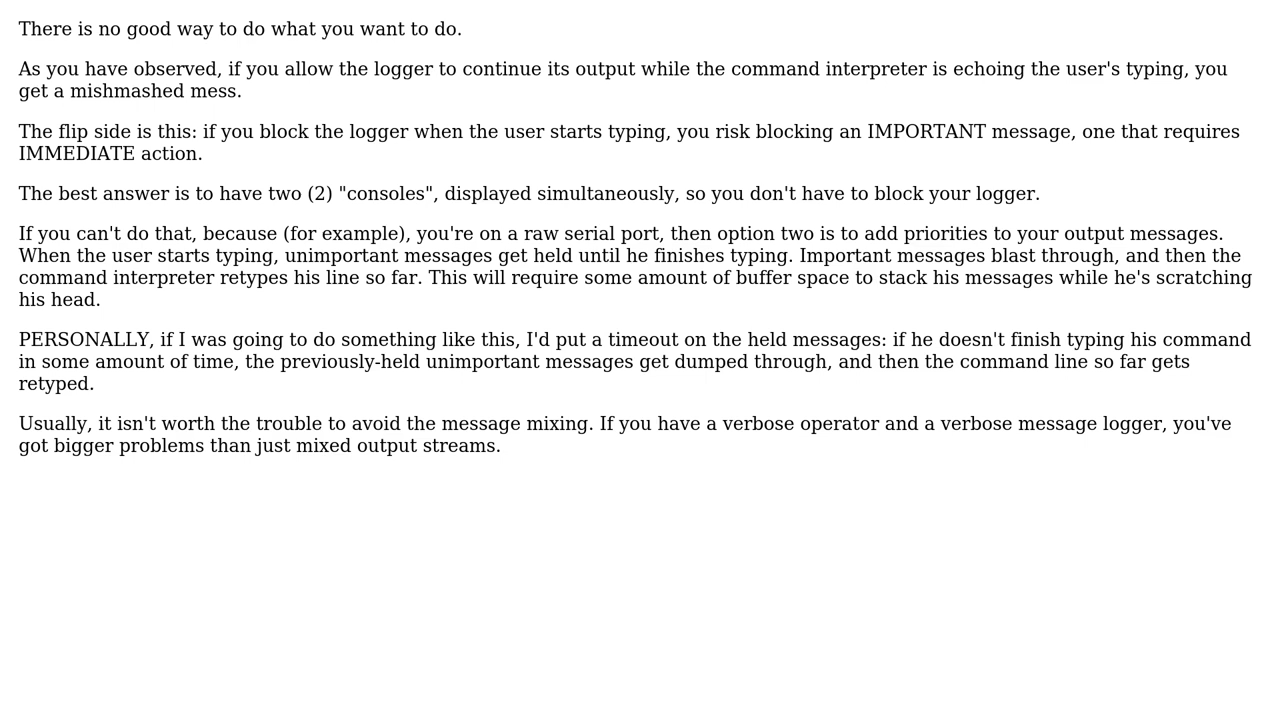 There is no good way to do what you want to do.
As you have observed, if you allow the logger to continue its output while the command interpreter is echoing the user's typing, you
get a mishmashed mess.
The flip side is this: if you block the logger when the user starts typing, you risk blocking an IMPORTANT message, one that requires
IMMEDIATE action.
The best answer is to have two (2) "consoles", displayed simultaneously, so you don't have to block your logger.
If you can't do that, because (for example), you're on a raw serial port, then option two is to add priorities to your output messages.
When the user starts typing, unimportant messages get held until he finishes typing. Important messages blast through, and then the
command interpreter retypes his line so far. This will require some amount of buffer space to stack his messages while he's scratching
his head.
PERSONALLY, if I was going to do something like this, I'd put a timeout on the held messages: if he doesn't finish typing his command
in some amount of time, the previously-held unimportant messages get dumped through, and then the command line so far gets
retyped.
Usually, it isn't worth the trouble to avoid the message mixing. If you have a verbose operator and a verbose message logger, you've
got bigger problems than just mixed output streams.